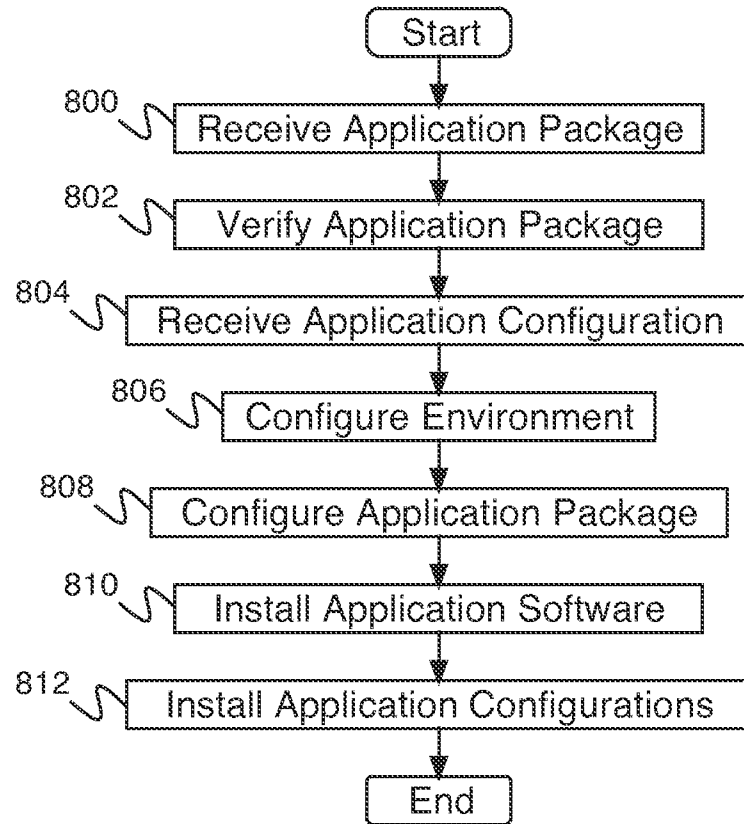 Start
800
Receive Application Package
802
Verify Application Package
804
Receive Application Configuration
806
Configure Environment
808
Configure Application Package
810
Install Application Software
812
Install Application Configurations
End